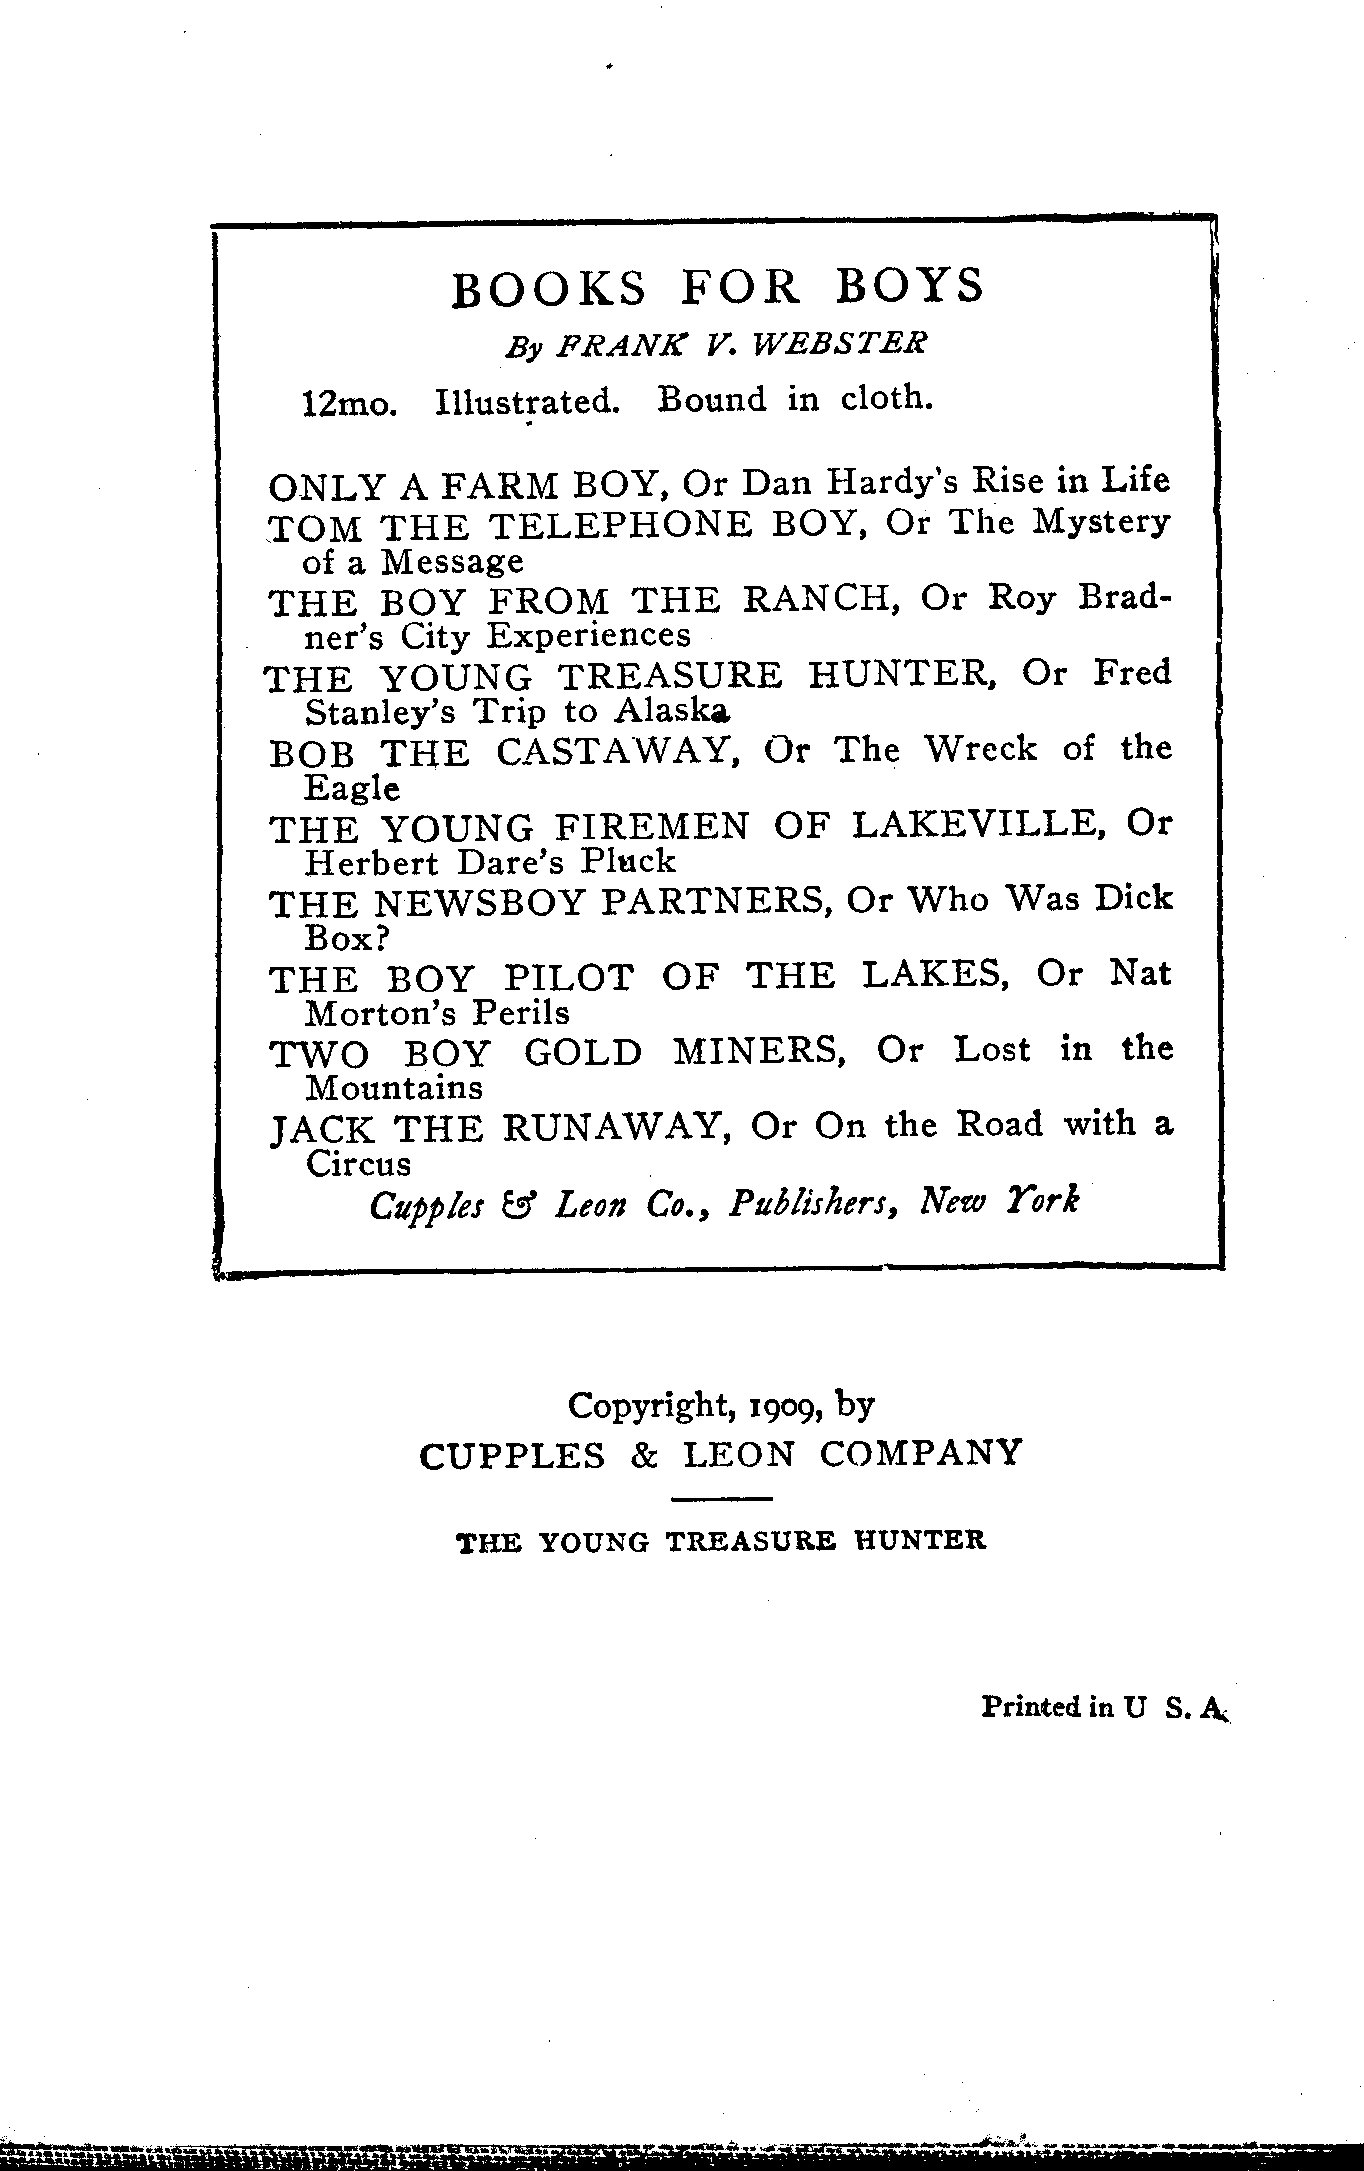 BOOKS FOR BOYS
By FRANK V. WEBSTER
12mo. Illustrated. Bound in cloth.
ONLY A FARM BOY, Or Dan Hardy's Rise in Life
TOM THE TELEPHONE BOY, Or The Mystery
of a Message
THE BOY FROM THE RANCH, Or Roy Brad-
ner's City Experiences
THE YOUNG TREASURE HUNTER, Or Fred
Stanley's Trip to Alaska
BOB THE CASTAWAY, Or The Wreck of the
Eagle
THE YOUNG FIREMEN OF LAKEVILLE, Or
Herbert Dare's Pluck
THE NEWSBOY PARTNERS, Or Who Was Dick
Box?
THE BOY PILOT OF THE LAKES, Or Nat
Morton's Perils
TWO BOY GOLD MINERS, Or Lost in the
Mountains
JACK THE RUNAWAY, Or On the Road with a
Circus
Cupples & Leon Co., Publishers, New York
Copyright, 1909, by
CUPPLES & LEON COMPANY
THE YOUNG TREASURE HUNTER
Printed in U S. A.